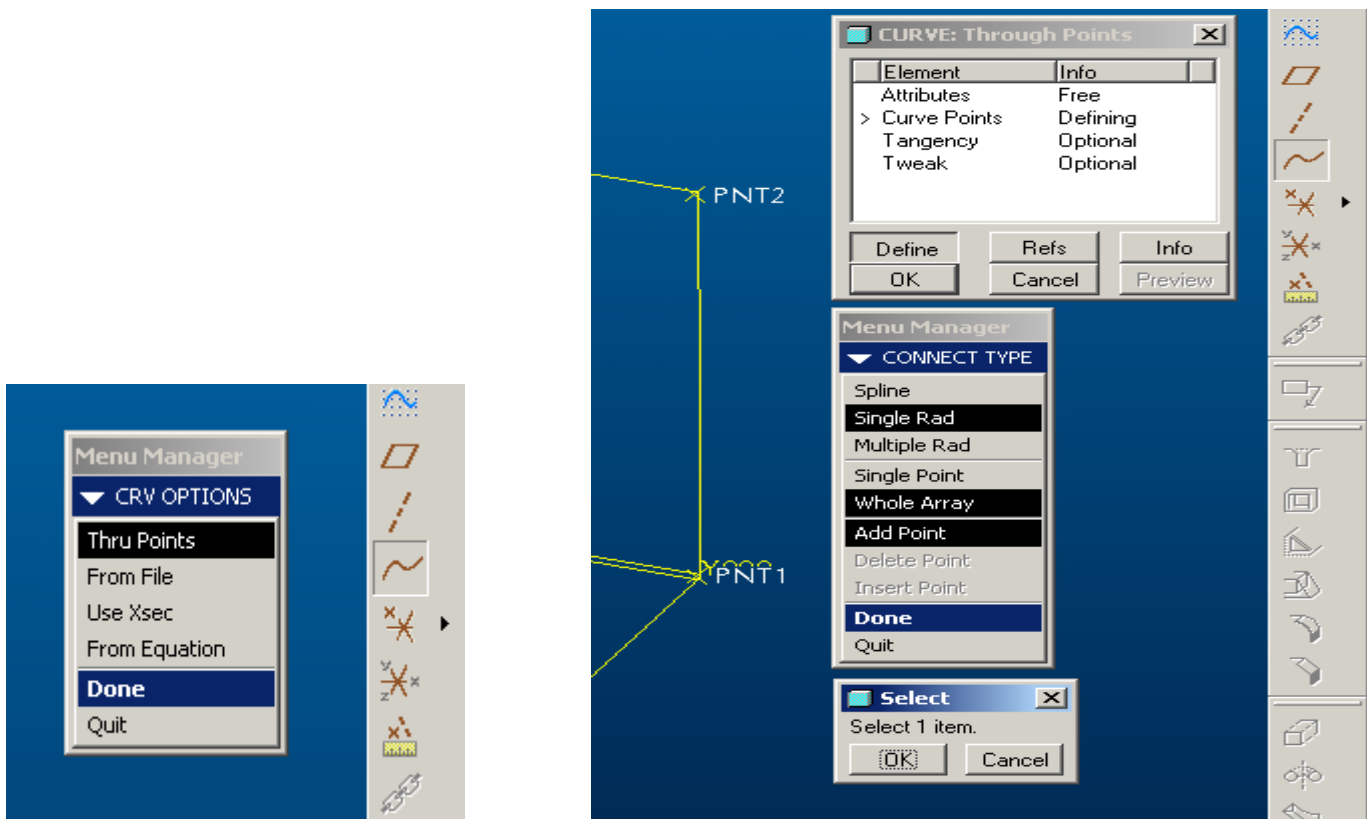 Menu Manager
CRV OPTIONS
Thru Points
From File
Use Xsec
From Equation
Done
Quit
PNT2
PNT1
CURVE: Through Points
Element Info
Attributes Free
> Curve Points Defining
Tangency Optional
Tweak Optional
Define Refs Info
OK Cancel Preview
Menu Manager
CONNECT TYPE
Spline
Single Rad
Multiple Rad
Single Point
Whole Array
Add Point
Delete Point
Insert Point
Done
Quit
Select
Select 1 item.
OK Cancel